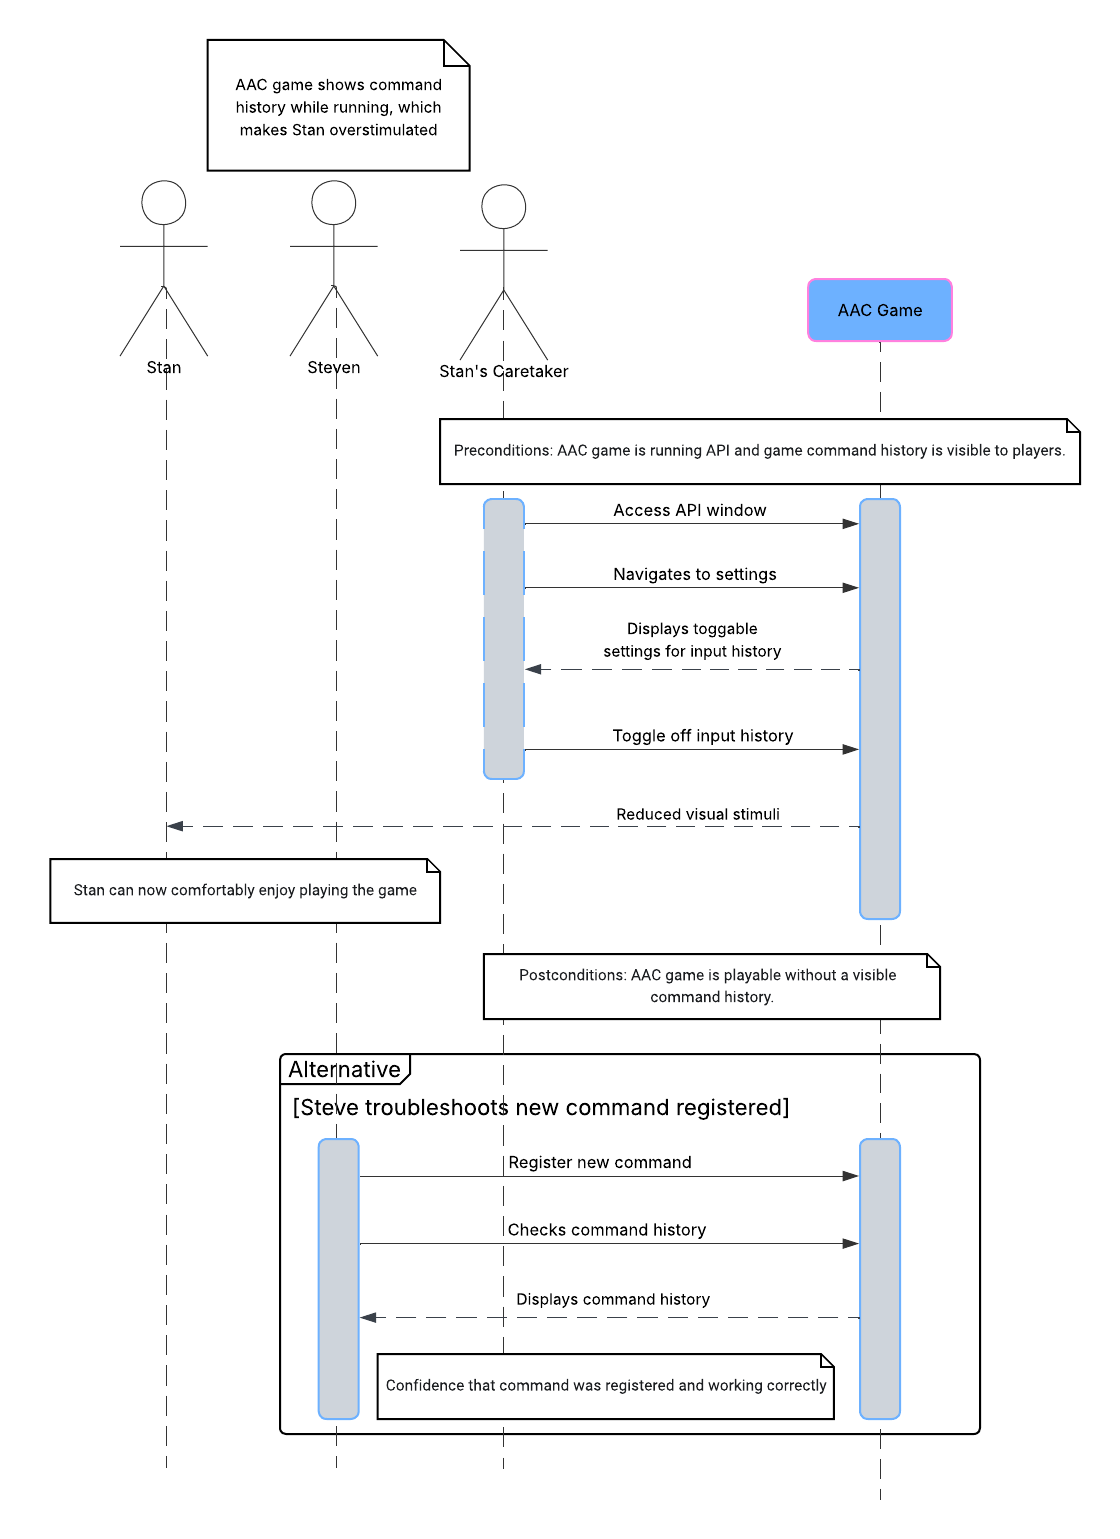 AAC game shows command
history while running, which
makes Stan overstimulated
Stan
Steven
Stan's Caretaker
AAC Game
Preconditions: AAC game is running API and game command history is visible to players.
Access API window
Navigates to settings
Displays toggable
settings for input history
Toggle off input history
Reduced visual stimuli
Stan can now comfortably enjoy playing the game
Postconditions: AAC game is playable without a visible
command history.
Alternative
[Steve troubleshoots new command registered]
Register new command
Checks command history
Displays command history
Confidence that command was registered and working correctly